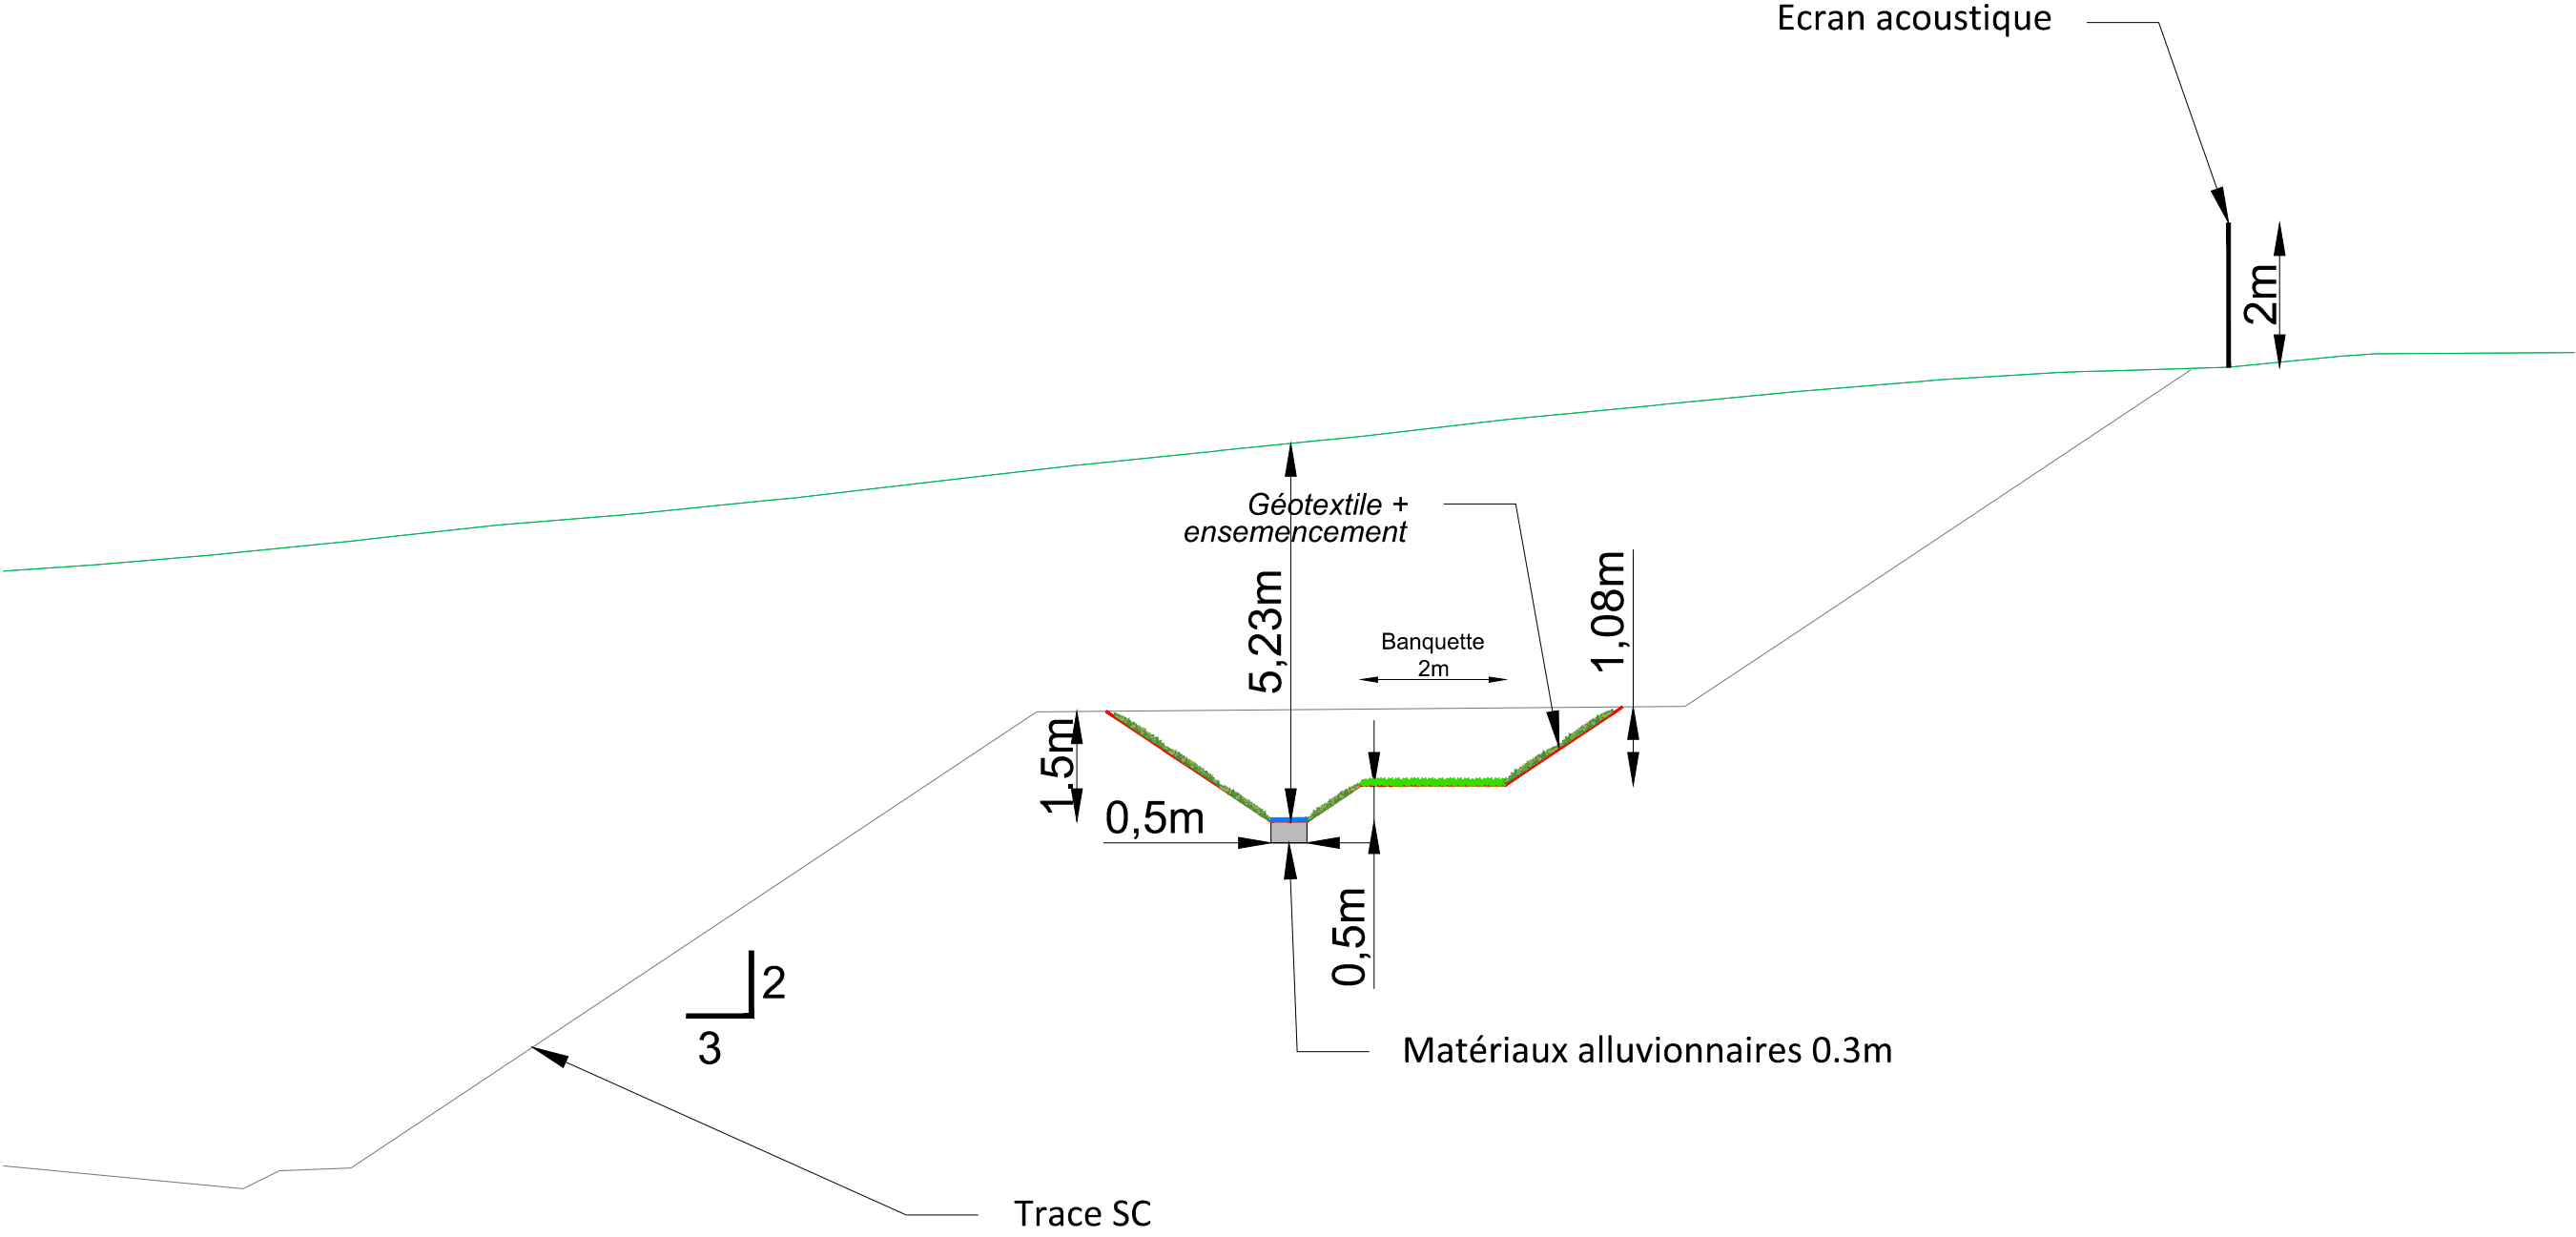 Ecran acoustique
2m
Géotextile +
ensemencement
5,23m
1,08m
Banquette
2m
1.5m
0,5m
0,5m
2
3
Matériaux alluvionnaires 0.3m
Trace SC